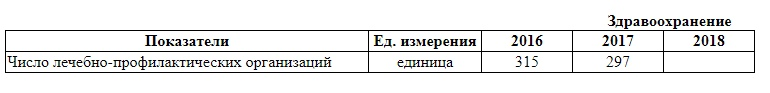 Здравоохранение
Показатели Ед. измерения 2016 2017 2018
Число лечебно-профилактических организаций единица 315 297